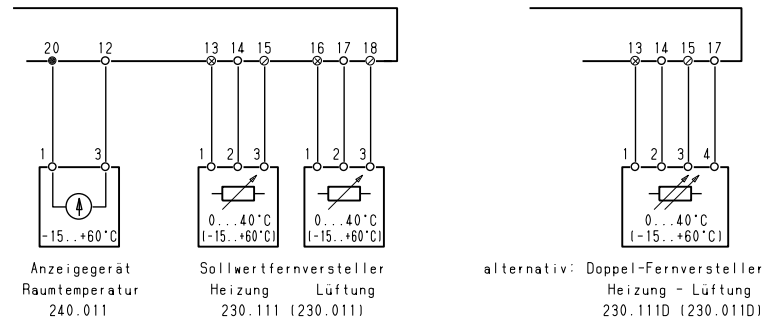 20 12 13 14 15 16 17 18
1 3 1 2 3 1 2 3
-15..+60°C
0...40°C
(-15..+60°C)
0...40°C
(-15..+60°C)
Anzeigegerät
Raumtemperatur
240.011
Sollwertfernversteller
Heizung Lüftung
230.111 (230.011)
13 14 15 17
1 2 3 4
0...40°C
(-15..+60°C)
alternativ: Doppel-Fernversteller
Heizung - Lüftung
230.111D (230.011D)